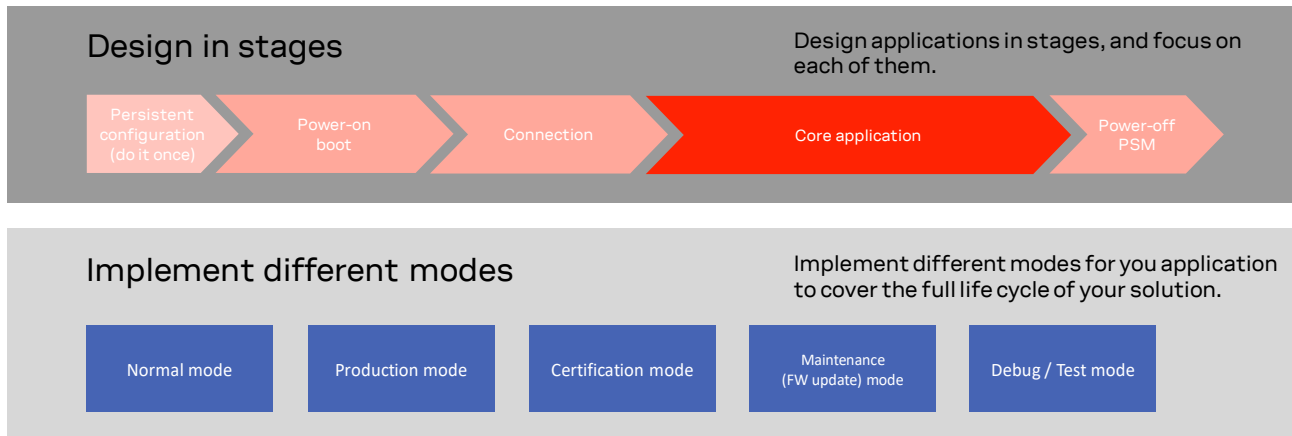 Design in stages
Design applications in stages, and focus on
each of them.
Persistent
configuration
(do it once)
Power-on
boot
Connection
Core application
Power-off
PSM
Implement different modes
Implement different modes for you application
to cover the full life cycle of your solution.
Normal mode
Production mode
Certification mode
Maintenance
(FW update) mode
Debug / Test mode